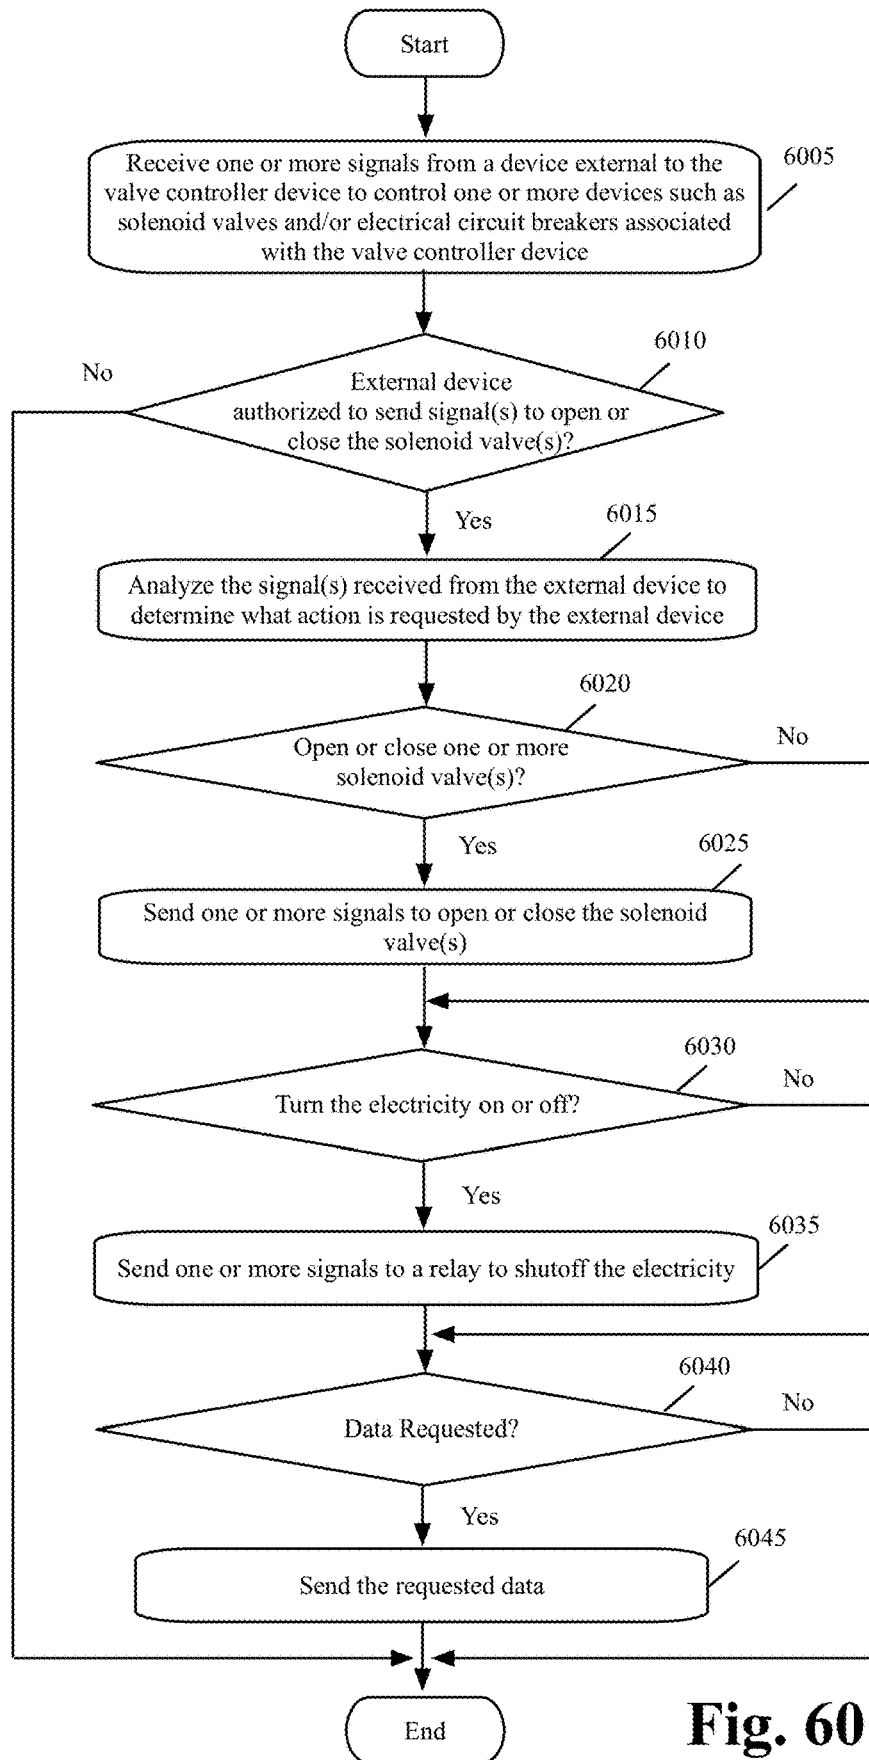 Start
Receive one or more signals from a device external to the
valve controller device to control one or more devices such as
solenoid valves and/or electrical circuit breakers associated
with the valve controller device
6005
6010
No
External device
authorized to send signal(s) to open or
close the solenoid valve(s)?
Yes
6015
Analyze the signal(s) received from the external device to
determine what action is requested by the external device
6020
Open or close one or more
solenoid valve(s)?
No
Yes
6025
Send one or more signals to open or close the solenoid
valve(s)
6030
Turn the electricity on or off?
No
Yes
6035
Send one or more signals to a relay to shutoff the electricity
6040
Data Requested?
No
Yes
6045
Send the requested data
End
Fig. 60